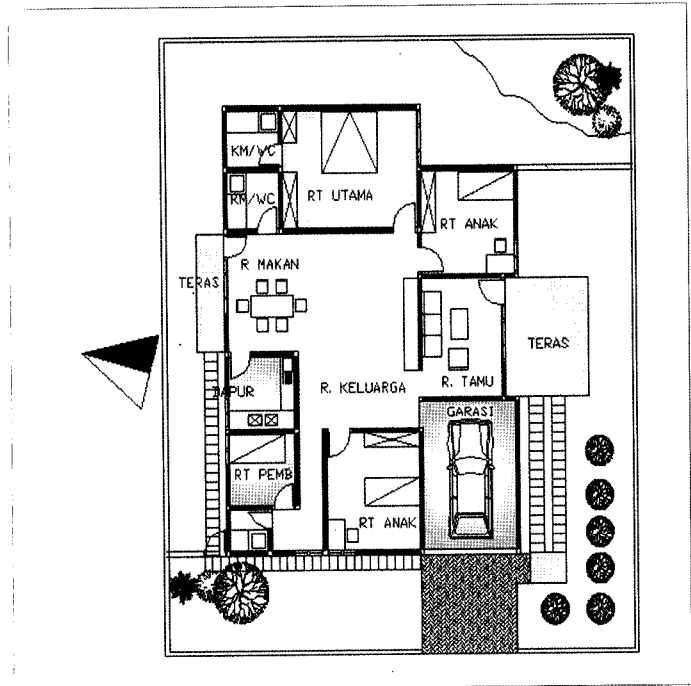 KM/WC
KM/WC
RT UTAMA
RT ANAK
R MAKAN
TERAS
TERAS
DAPUR
R. KELUARGA
R. TAMU
GARASI
RT PEMB
RT ANAK